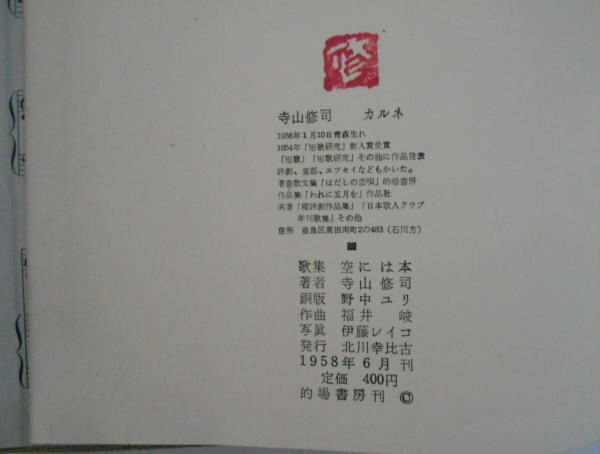 修
寺山修司 カルネ
1936年1月10日青森生れ
1954年『短歌研究』新人賞受賞
『短歌』『短歌研究』その他に作品発表
詩劇、童話、エッセイなどもかいた。
著書散文集『はだしの恋唄』的場書房
作品集『われに五月を』作品社
共著『櫂詩劇作品集』『日本歌人クラブ
年刊歌集』その他
住所 豊島区高田南町2の483（石川方）
歌集 空には本
著者 寺山修司
銅版 野中ユリ
作曲 福井 峻
写真 伊藤レイコ
発行 北川幸比古
1958年6月刊
定価 400円
的場書房刊 ©